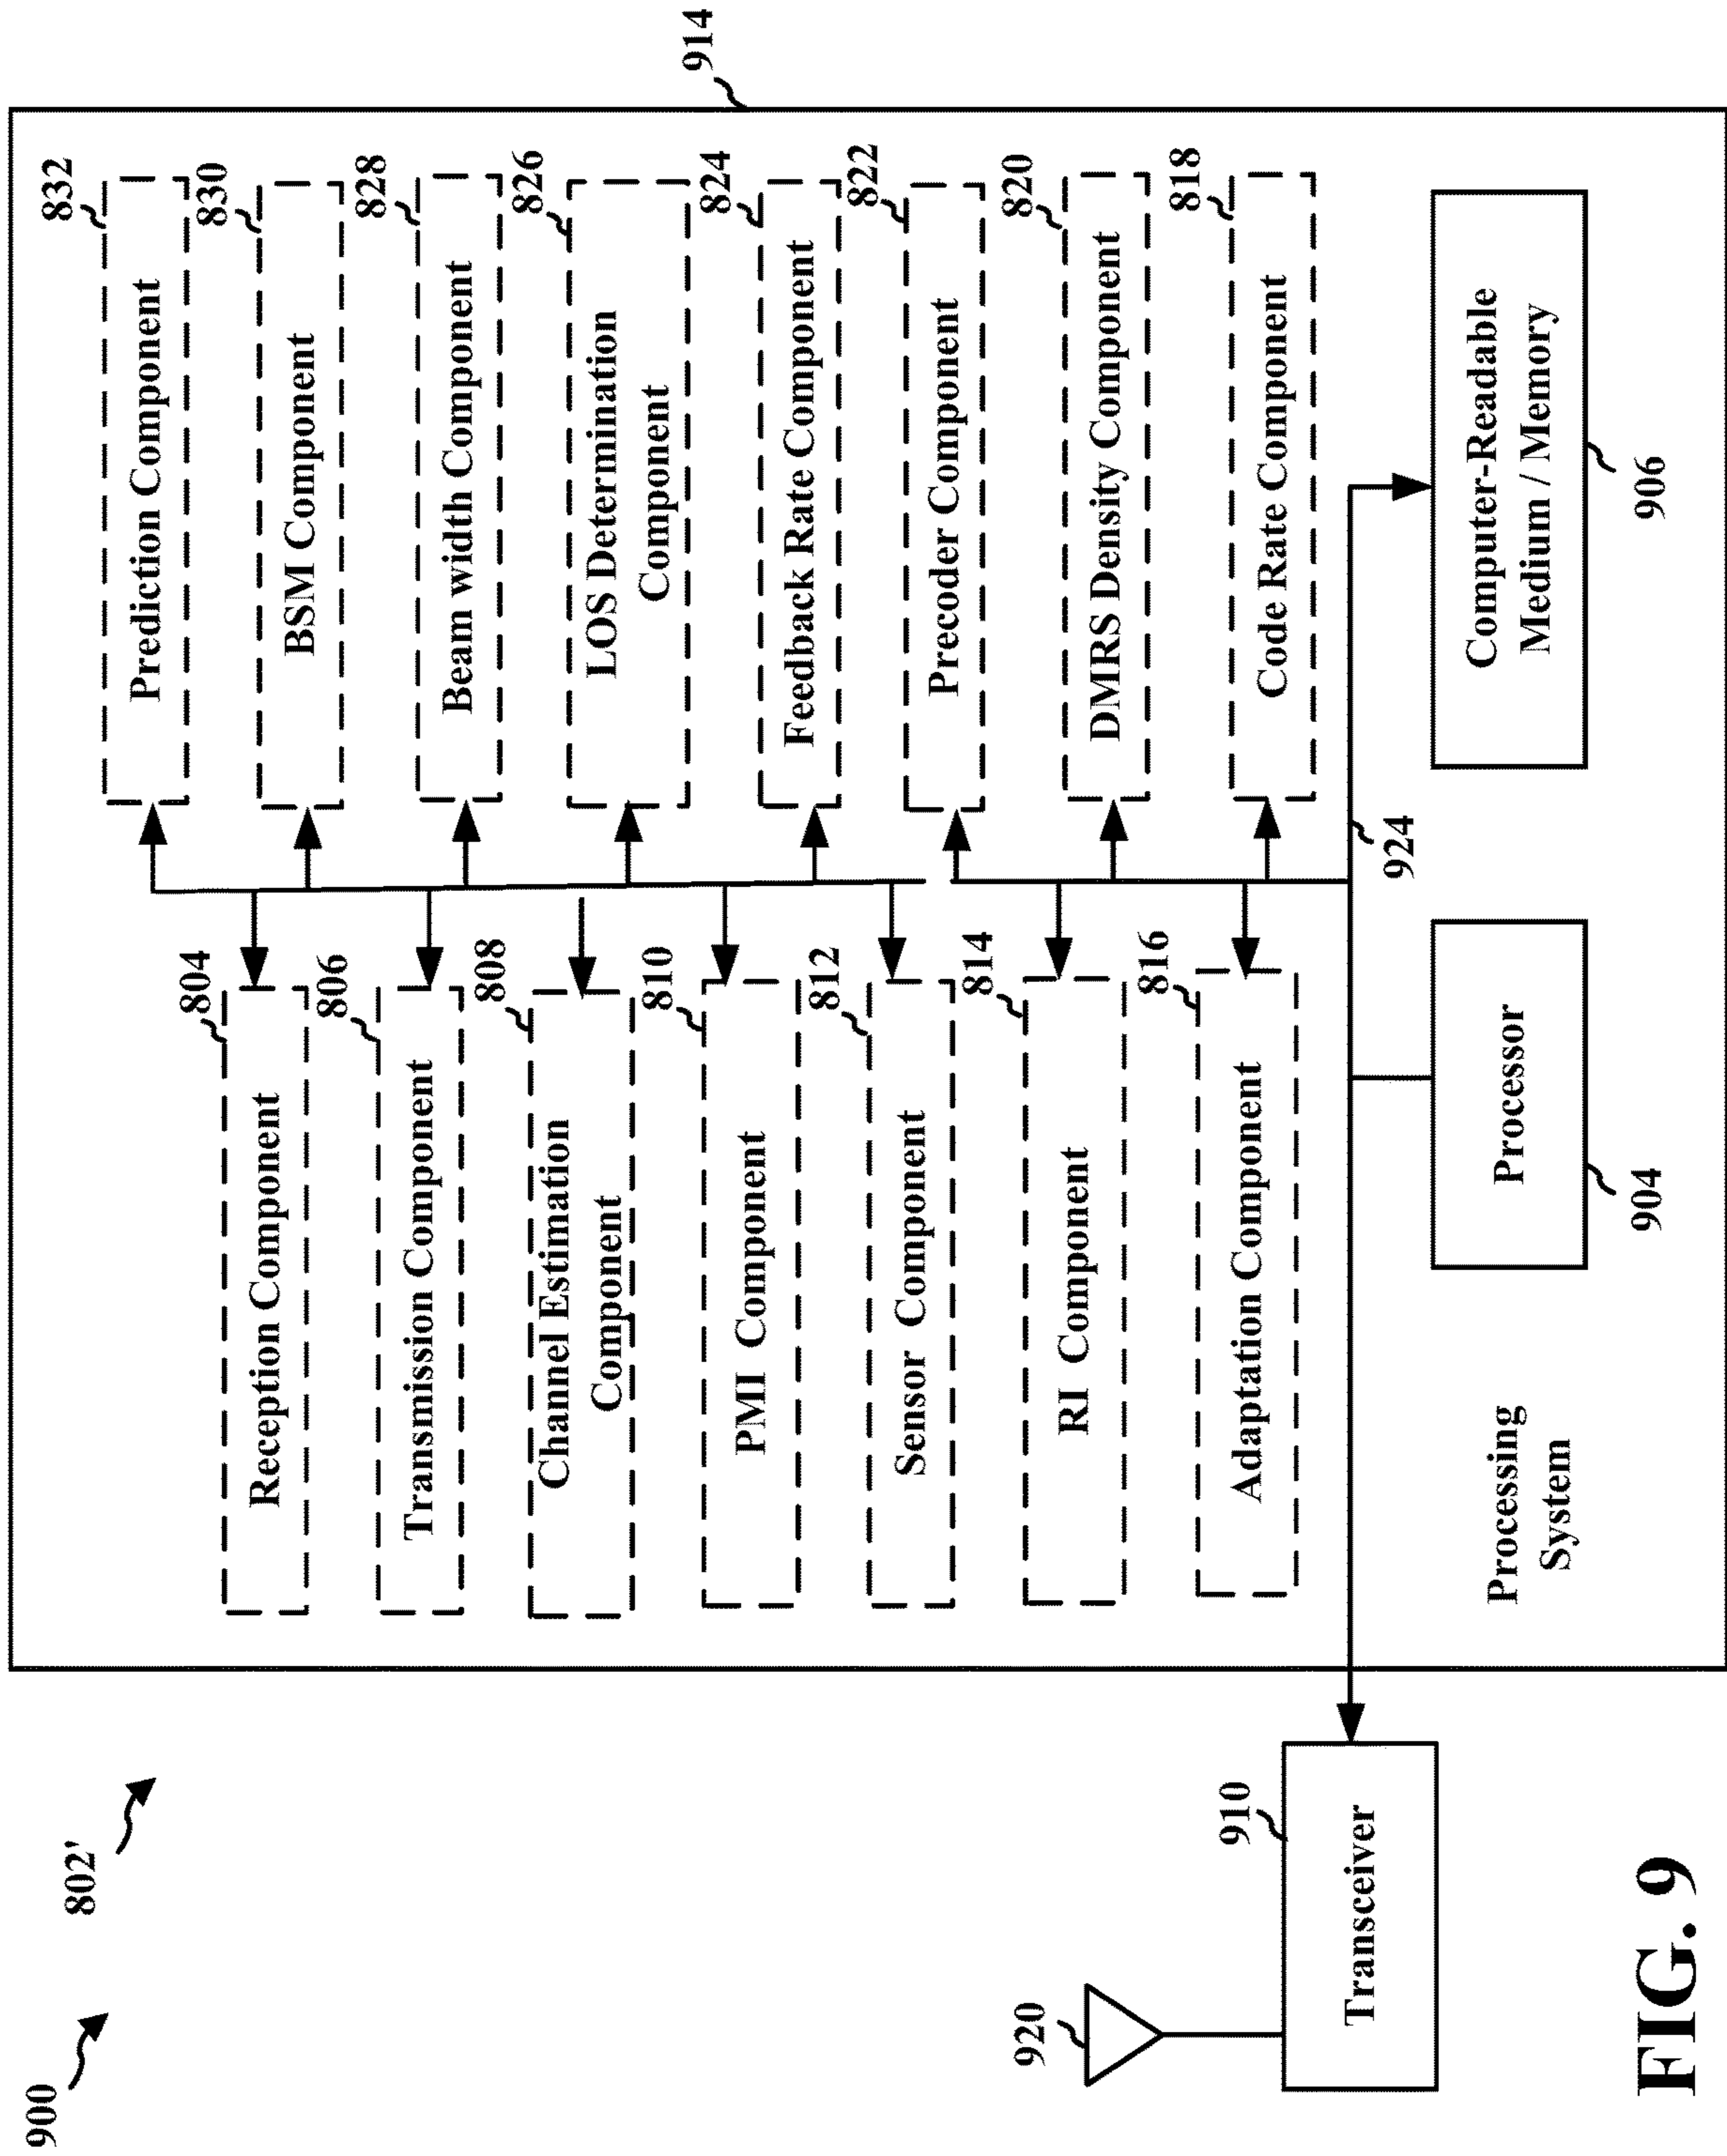 900
802'
914
804
Reception Component
806
Transmission Component
808
Channel Estimation
Component
810
PMI Component
812
Sensor Component
814
RI Component
816
Adaptation Component
832
Prediction Component
830
BSM Component
828
Beam width Component
826
LOS Determination
Component
824
Feedback Rate Component
822
Precoder Component
820
DMRS Density Component
818
Code Rate Component
924
920
910
Transceiver
Processing
System
Processor
904
Computer-Readable
Medium / Memory
906
FIG. 9